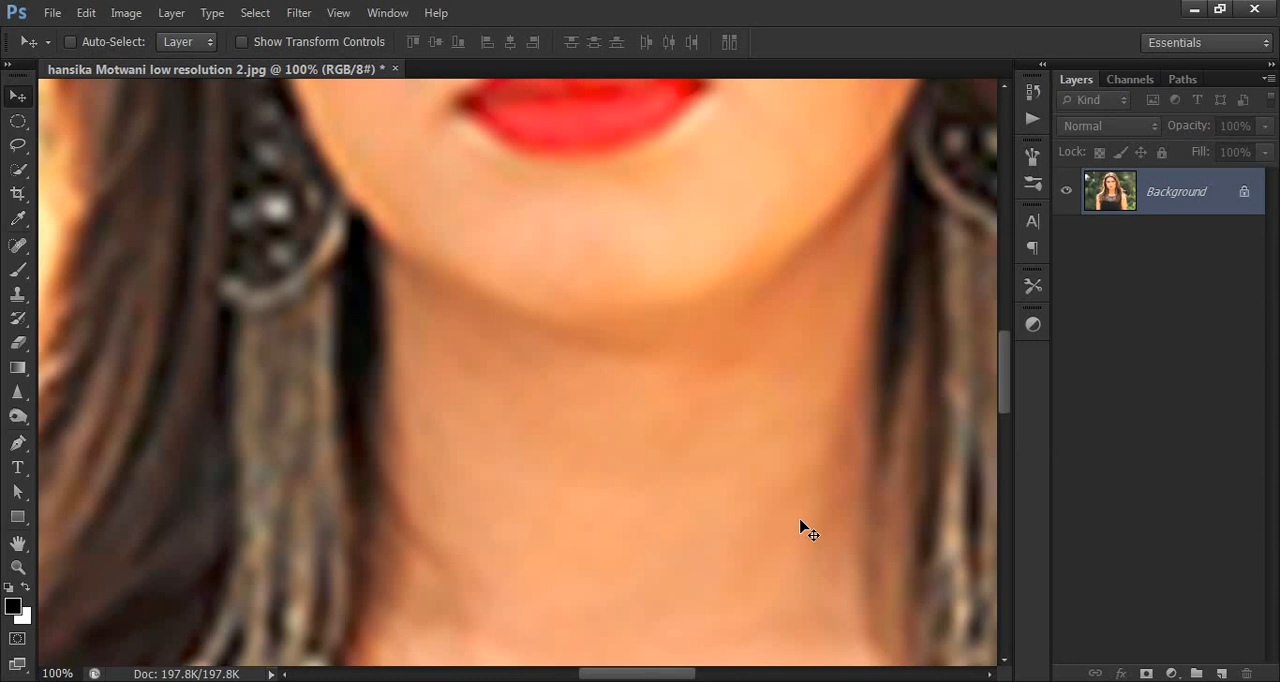 Ps File Edit Image Layer Type Select Filter View Window Help
Auto-Select: Layer Show Transform Controls Essentials
hansika Motwani low resolution 2.jpg @ 100% (RGB/8#) * ×
Layers Channels Paths
Kind
Normal Opacity: 100%
Lock: Fill: 100%
Background
100% Doc: 197.8K/197.8K